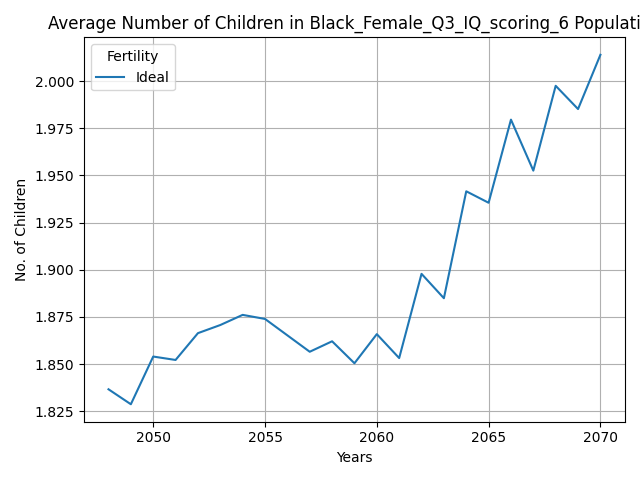 Average Number of Children in Black_Female_Q3_IQ_scoring_6 Populati
Fertility
Ideal
No. of Children
2.000
1.975
1.950
1.925
1.900
1.875
1.850
1.825
2050
2055
2060
2065
2070
Years